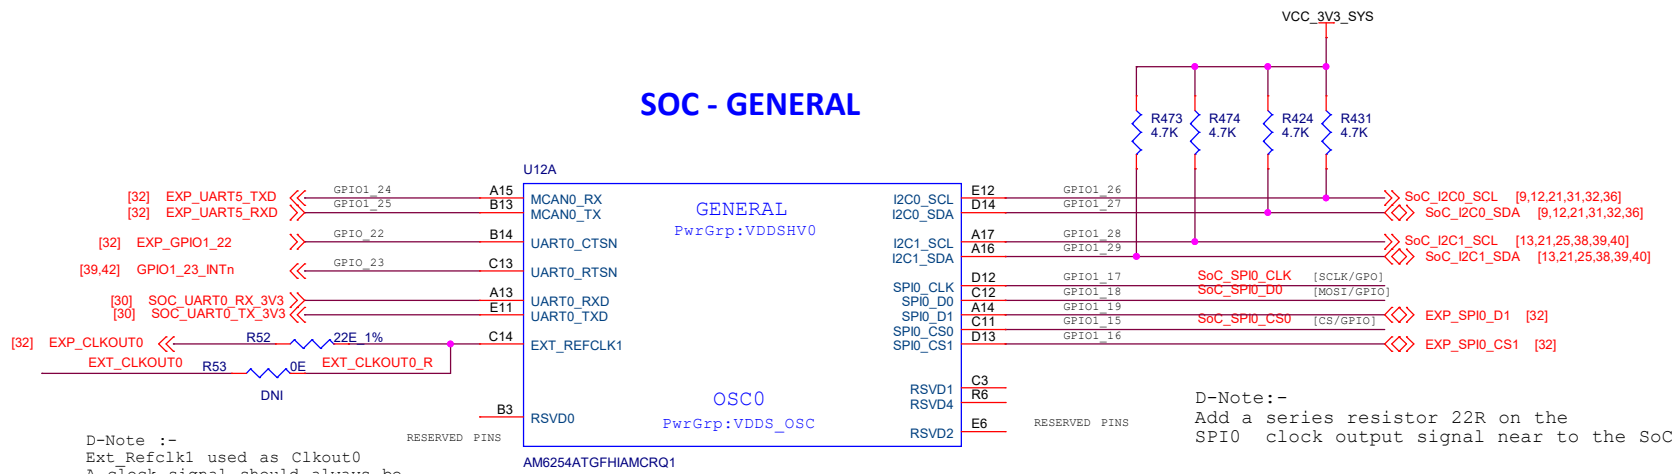 VCC_3V3_SYS
SOC - GENERAL
R473 4.7K
R474 4.7K
R424 4.7K
R431 4.7K
U12A
[32] EXP_UART5_TXD GPIO1_24 A15 MCAN0_RX
[32] EXP_UART5_RXD GPIO1_25 B13 MCAN0_TX
[32] EXP_GPIO1_22 GPIO_22 B14 UART0_CTSN
[39,42] GPIO1_23_INTn GPIO_23 C13 UART0_RTSN
[30] SOC_UART0_RX_3V3 A13 UART0_RXD
[30] SOC_UART0_TX_3V3 E11 UART0_TXD
[32] EXP_CLKOUT0 R52 22E_1% C14 EXT_REFCLK1
EXT_CLKOUT0 R53 0E EXT_CLKOUT0_R
DNI
B3 RSVD0
RESERVED PINS
GENERAL
PwrGrp:VDDSHV0
OSC0
PwrGrp:VDDS_OSC
I2C0_SCL E12 GPIO1_26 SoC_I2C0_SCL [9,12,21,31,32,36]
I2C0_SDA D14 GPIO1_27 SoC_I2C0_SDA [9,12,21,31,32,36]
I2C1_SCL A17 GPIO1_28 SoC_I2C1_SCL [13,21,25,38,39,40]
I2C1_SDA A16 GPIO1_29 SoC_I2C1_SDA [13,21,25,38,39,40]
SPI0_CLK D12 GPIO1_17 SoC_SPI0_CLK [SCLK/GPO]
SPI0_D0 C12 GPIO1_18 SoC_SPI0_D0 [MOSI/GPIO]
SPI0_D1 A14 GPIO1_19 EXP_SPI0_D1 [32]
SPI0_CS0 C11 GPIO1_15 SoC_SPI0_CS0 [CS/GPIO]
SPI0_CS1 D13 GPIO1_16 EXP_SPI0_CS1 [32]
RSVD1 C3
RSVD4 R6
RSVD2 E6 RESERVED PINS
AM6254ATGFHIAMCRQ1
D-Note :-
Ext_Refclk1 used as Clkout0
A clock signal should always be
D-Note:-
Add a series resistor 22R on the
SPI0 clock output signal near to the SoC